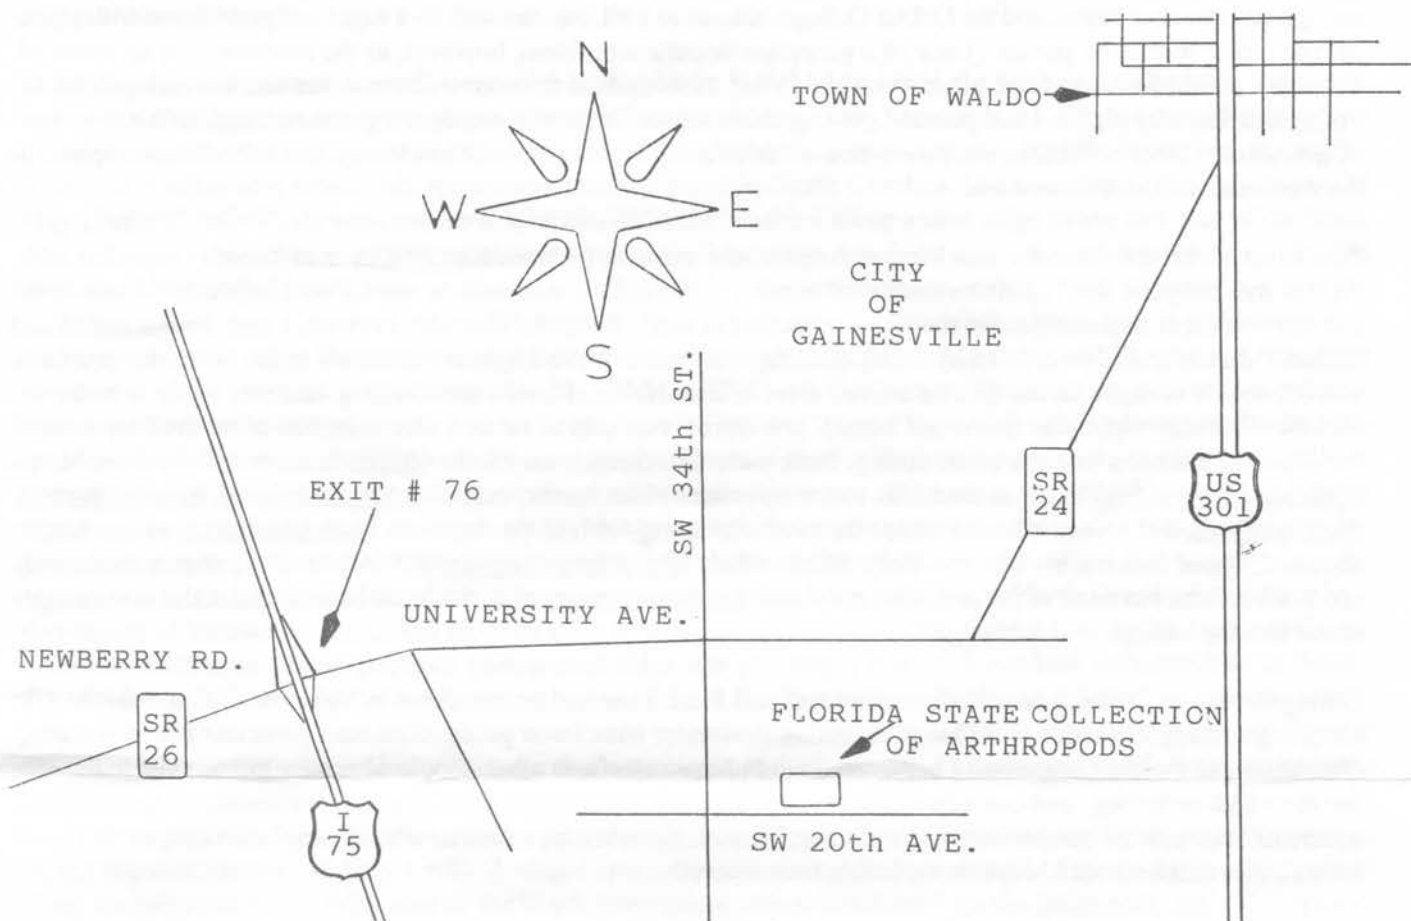 N
TOWN OF WALDO
W
E
CITY
OF
GAINESVILLE
S
SW 34th ST.
EXIT # 76
SR
24
US
301
UNIVERSITY AVE.
NEWBERRY RD.
SR
26
FLORIDA STATE COLLECTION
OF ARTHROPODS
I
75
SW 20th AVE.